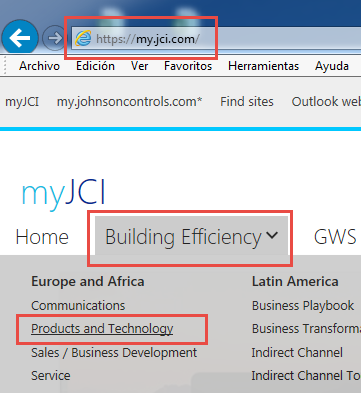 https://my.jci.com/
Archivo Edición Ver Favoritos Herramientas Ayuda
myJCI my.johnsoncontrols.com* Find sites Outlook web
myJCI
Home Building Efficiency GWS
Europe and Africa Latin America
Communications Business Playbook
Products and Technology Business Transforma
Sales / Business Development Indirect Channel
Service Indirect Channel To